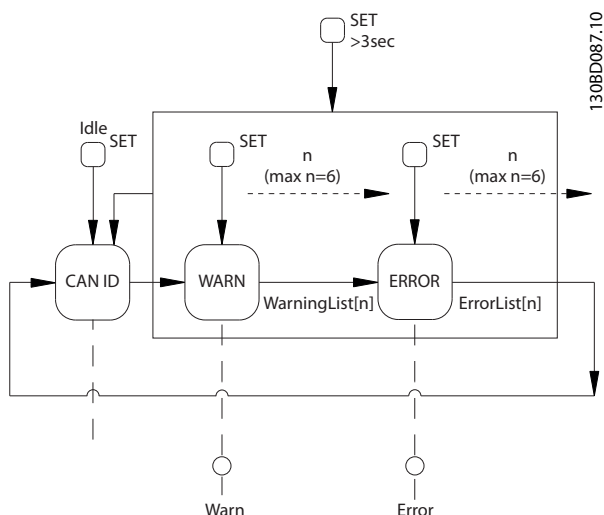 SET
>3sec
130BD087.10
Idle
SET
SET
n
(max n=6)
SET
n
(max n=6)
CAN ID
WARN
WarningList[n]
ERROR
ErrorList[n]
Warn
Error